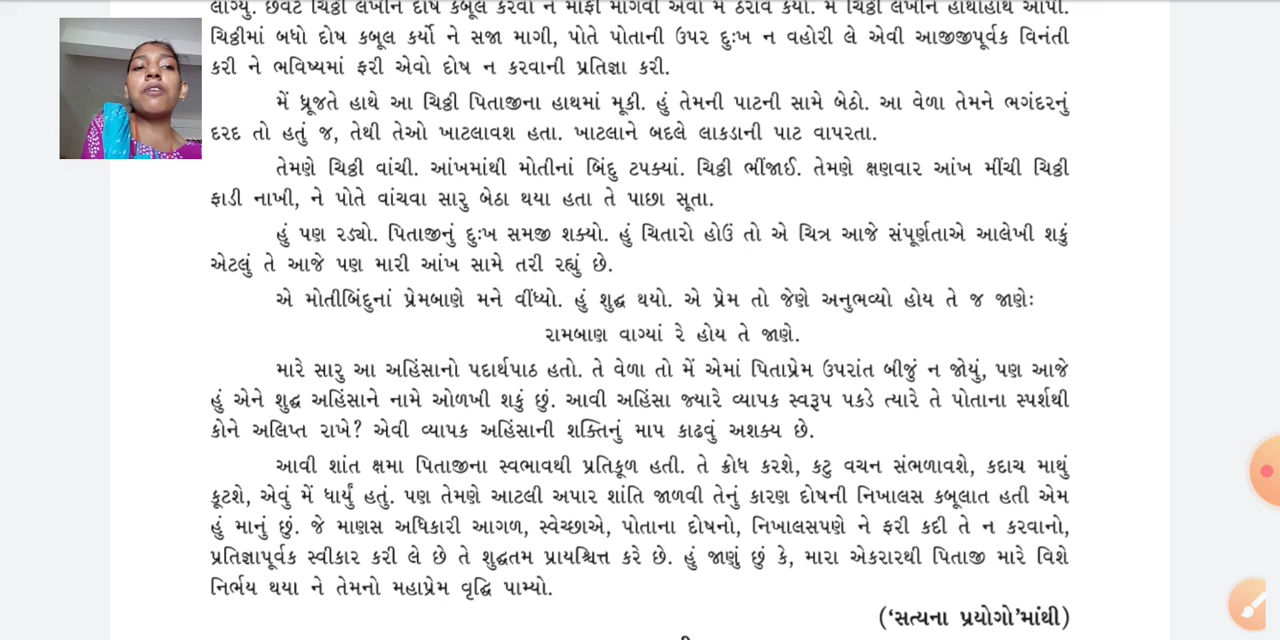 લાગ્યું. છેવટે ચિઠ્ઠી લખીને દોષ કબૂલ કરવો ને માફી માગવી એવો મેં ઠરાવ કર્યો. મેં ચિઠ્ઠી લખીને હાથોહાથ આપી.
ચિઠ્ઠીમાં બધો દોષ કબૂલ કર્યો ને સજા માગી, પોતે પોતાની ઉપર દુઃખ ન વહોરી લે એવી આજીજીપૂર્વક વિનંતી
કરી ને ભવિષ્યમાં ફરી એવો દોષ ન કરવાની પ્રતિજ્ઞા કરી.
મેં ધ્રૂજતે હાથે આ ચિઠ્ઠી પિતાજીના હાથમાં મૂકી. હું તેમની પાટની સામે બેઠો. આ વેળા તેમને ભગંદરનું
દરદ તો હતું જ, તેથી તેઓ ખાટલાવશ હતા. ખાટલાને બદલે લાકડાની પાટ વાપરતા.
તેમણે ચિઠ્ઠી વાંચી. આંખમાંથી મોતીનાં બિંદુ ટપક્યાં. ચિઠ્ઠી ભીંજાઈ. તેમણે ક્ષણવાર આંખ મીંચી ચિઠ્ઠી
ફાડી નાખી, ને પોતે વાંચવા સારુ બેઠા થયા હતા તે પાછા સૂતા.
હું પણ રડ્યો. પિતાજીનું દુઃખ સમજી શક્યો. હું ચિતારો હોઉં તો એ ચિત્ર આજે સંપૂર્ણતાએ આલેખી શકું
એટલું તે આજે પણ મારી આંખ સામે તરી રહ્યું છે.
એ મોતીબિંદુનાં પ્રેમબાણે મને વીંધ્યો. હું શુદ્ધ થયો. એ પ્રેમ તો જેણે અનુભવ્યો હોય તે જ જાણેઃ
રામબાણ વાગ્યાં રે હોય તે જાણે.
મારે સારુ આ અહિંસાનો પદાર્થપાઠ હતો. તે વેળા તો મેં એમાં પિતાપ્રેમ ઉપરાંત બીજું ન જોયું, પણ આજે
હું એને શુદ્ધ અહિંસાને નામે ઓળખી શકું છું. આવી અહિંસા જ્યારે વ્યાપક સ્વરૂપ પકડે ત્યારે તે પોતાના સ્પર્શથી
કોને અલિપ્ત રાખે? એવી વ્યાપક અહિંસાની શક્તિનું માપ કાઢવું અશક્ય છે.
આવી શાંત ક્ષમા પિતાજીના સ્વભાવથી પ્રતિકૂળ હતી. તે ક્રોધ કરશે, કટુ વચન સંભળાવશે, કદાચ માથું
કૂટશે, એવું મેં ધાર્યું હતું. પણ તેમણે આટલી અપાર શાંતિ જાળવી તેનું કારણ દોષની નિખાલસ કબૂલાત હતી એમ
હું માનું છું. જે માણસ અધિકારી આગળ, સ્વેચ્છાએ, પોતાના દોષનો, નિખાલસપણે ને ફરી કદી તે ન કરવાનો,
પ્રતિજ્ઞાપૂર્વક સ્વીકાર કરી લે છે તે શુદ્ધતમ પ્રાયશ્ચિત્ત કરે છે. હું જાણું છું કે, મારા એકરારથી પિતાજી મારે વિશે
નિર્ભય થયા ને તેમનો મહાપ્રેમ વૃદ્ધિ પામ્યો.
('સત્યના પ્રયોગો'માંથી)